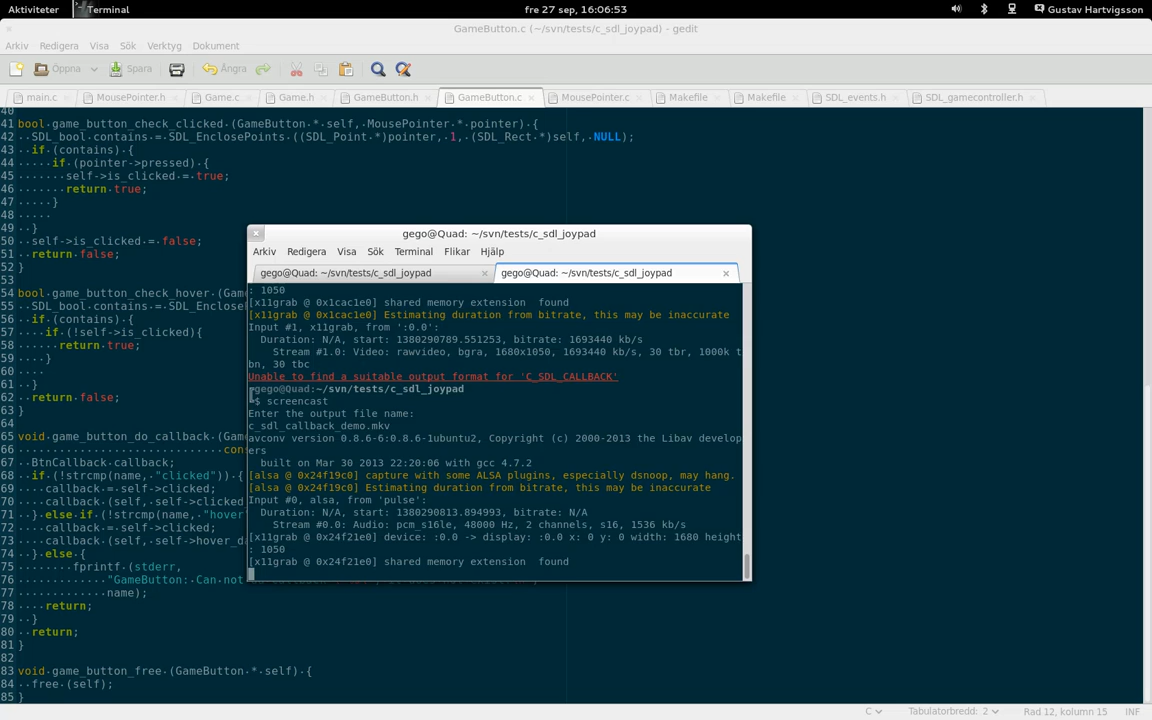 Aktiviteter Terminal fre 27 sep, 16:06:53 Gustav Hartvigsson
GameButton.c (~/svn/tests/c_sdl_joypad) - gedit
Arkiv Redigera Visa Sök Verktyg Dokument
Öppna Spara Ångra
main.c MousePointer.h Game.c Game.h GameButton.h GameButton.c MousePointer.c Makefile Makefile SDL_events.h SDL_gamecontroller.h
40
41 bool·game_button_check_clicked·(GameButton·*·self,·MousePointer·*·pointer)·{
42 ··SDL_bool·contains·=·SDL_EnclosePoints·((SDL_Point·*)pointer,·1,·(SDL_Rect·*)self,·NULL);
43 ··if·(contains)·{
44 ·····if·(pointer->pressed)·{
45 ·······self->is_clicked·=·true;
46 ·······return·true;
47 ·····}
48 ·····
49 ··}
50 ··self->is_clicked·=·false;
51 ··return·false;
52 }
53
54 bool·game_button_check_hover·(GameButton
55 ··SDL_bool·contains·=·SDL_Enclose
56 ··if·(contains)·{
57 ····if·(!self->is_clicked){
58 ······return·true;
59 ····}
60 ····
61 ··}
62 ··return·false;
63 }
64
65 void·game_button_do_callback·(Gam
66 cons
67 ··BtnCallback·callback;
68 ··if·(!strcmp(name,·"clicked"))·{
69 ····callback·=·self->clicked;
70 ····callback·(self,·self->clicked
71 ··}·else·if·(!strcmp(name,·"hover
72 ····callback·=·self->clicked;
73 ····callback·(self,·self->hover_da
74 ··}·else·{
75 ······fprintf·(stderr,
76 ············"GameButton:·Can·not
77 ············name);
78 ····return;
79 ··}
80 ··return;
81 }
82
83 void·game_button_free·(GameButton·*·self)·{
84 ··free·(self);
85 }
gego@Quad: ~/svn/tests/c_sdl_joypad
Arkiv Redigera Visa Sök Terminal Flikar Hjälp
gego@Quad: ~/svn/tests/c_sdl_joypad gego@Quad: ~/svn/tests/c_sdl_joypad
: 1050
[x11grab @ 0x1cac1e0] shared memory extension  found
[x11grab @ 0x1cac1e0] Estimating duration from bitrate, this may be inaccurate
Input #1, x11grab, from ':0.0':
Duration: N/A, start: 1380290789.551253, bitrate: 1693440 kb/s
Stream #1.0: Video: rawvideo, bgra, 1680x1050, 1693440 kb/s, 30 tbr, 1000k t
bn, 30 tbc
Unable to find a suitable output format for 'C_SDL_CALLBACK'
gego@Quad:~/svn/tests/c_sdl_joypad
$ screencast
Enter the output file name:
c_sdl_callback_demo.mkv
avconv version 0.8.6-6:0.8.6-1ubuntu2, Copyright (c) 2000-2013 the Libav develop
ers
built on Mar 30 2013 22:20:06 with gcc 4.7.2
[alsa @ 0x24f19c0] capture with some ALSA plugins, especially dsnoop, may hang.
[alsa @ 0x24f19c0] Estimating duration from bitrate, this may be inaccurate
Input #0, alsa, from 'pulse':
Duration: N/A, start: 1380290813.894993, bitrate: N/A
Stream #0.0: Audio: pcm_s16le, 48000 Hz, 2 channels, s16, 1536 kb/s
[x11grab @ 0x24f21e0] device: :0.0 -> display: :0.0 x: 0 y: 0 width: 1680 height
: 1050
[x11grab @ 0x24f21e0] shared memory extension  found
C Tabulatorbredd: 2 Rad 12, kolumn 15 INF